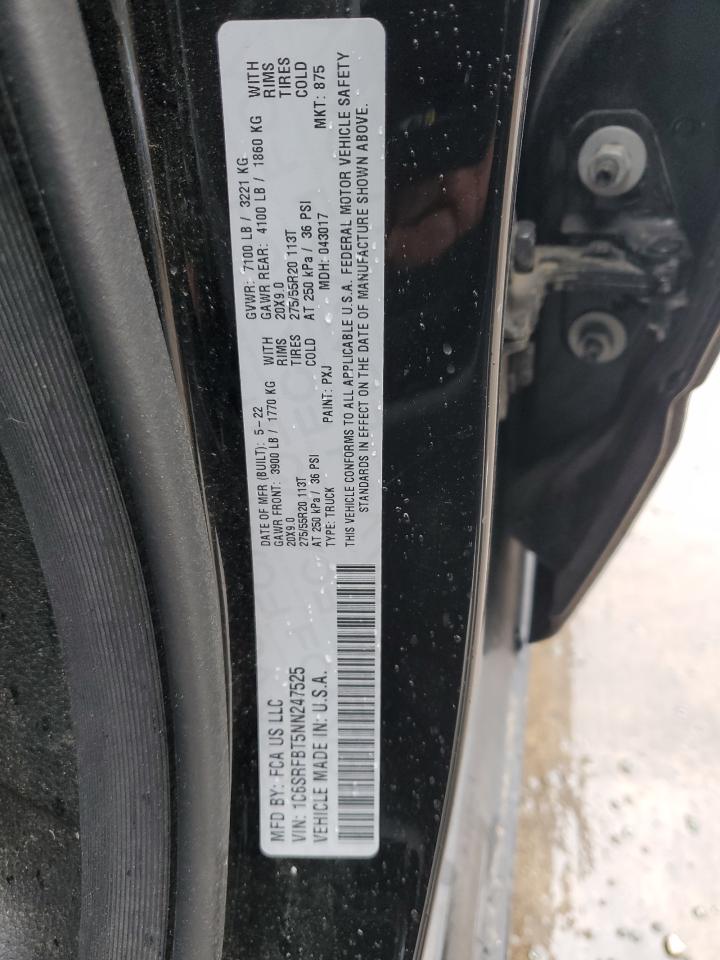 MFD BY: FCA US LLC
VIN: 1C6SRFBT5NN247525
VEHICLE MADE IN: U.S.A.
DATE OF MFR (BUILT): 5-22
GAWR FRONT: 3900 LB / 1770 KG WITH
20X9.0 RIMS
275/55R20 113T TIRES
AT 250 kPa / 36 PSI COLD
TYPE: TRUCK PAINT: PXJ
GVWR: 7100 LB / 3221 KG
GAWR REAR: 4100 LB / 1860 KG WITH
20X9.0 RIMS
275/55R20 113T TIRES
AT 250 kPa / 36 PSI COLD
MDH: 043017 MKT: 875
THIS VEHICLE CONFORMS TO ALL APPLICABLE U.S.A. FEDERAL MOTOR VEHICLE SAFETY
STANDARDS IN EFFECT ON THE DATE OF MANUFACTURE SHOWN ABOVE.